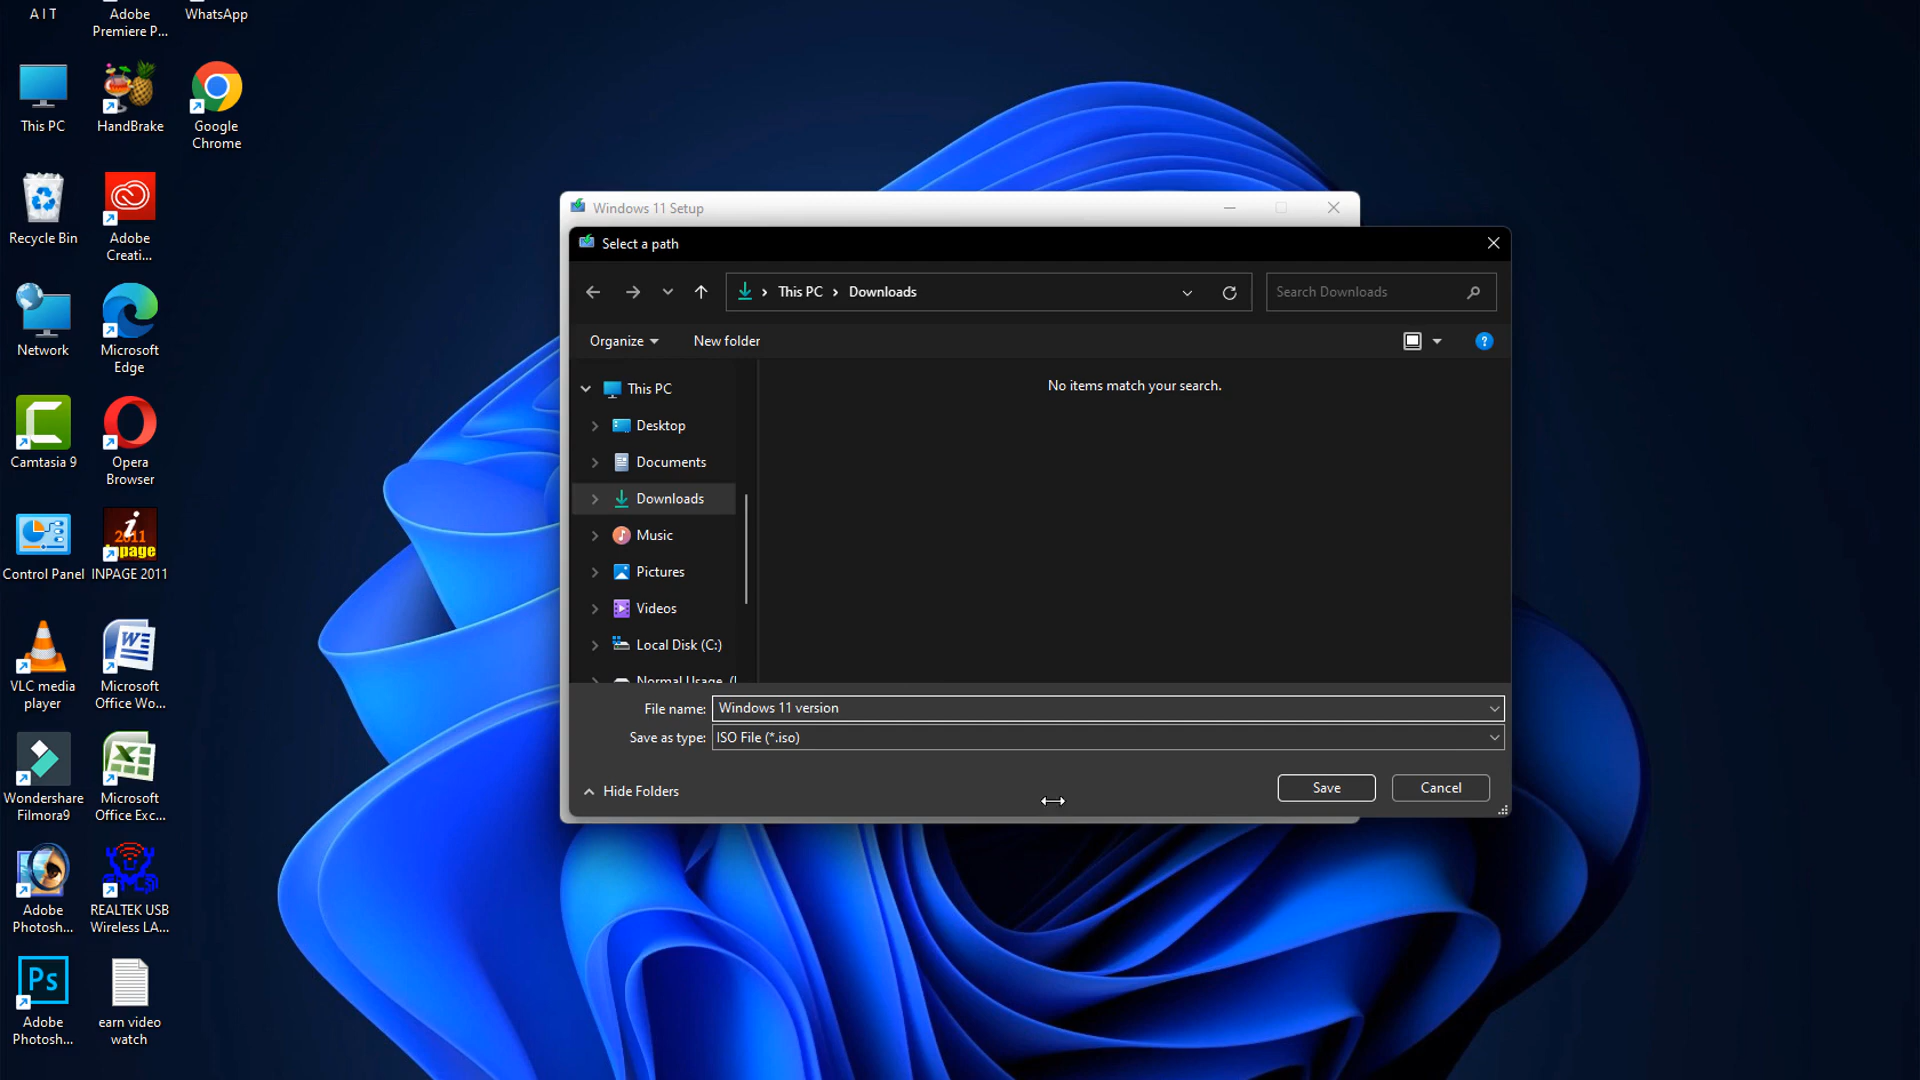 A I T
Adobe
Premiere P...
WhatsApp
This PC
HandBrake
Google
Chrome
Recycle Bin
Adobe
Creati...
Network
Microsoft
Edge
Camtasia 9
Opera
Browser
Control Panel
i
2011
inpage
INPAGE 2011
VLC media
player
Microsoft
Office Wo...
Wondershare
Filmora9
Microsoft
Office Exc...
Adobe
Photosh...
REALTEK USB
Wireless LA...
Ps
Adobe
Photosh...
earn video
watch
Windows 11 Setup
Select a path
This PC
Downloads
Search Downloads
Organize
New folder
?
This PC
Desktop
Documents
Downloads
Music
Pictures
Videos
Local Disk (C:)
Normal Usage (
No items match your search.
File name: Windows 11 version
Save as type: ISO File (*.iso)
Hide Folders
Save
Cancel